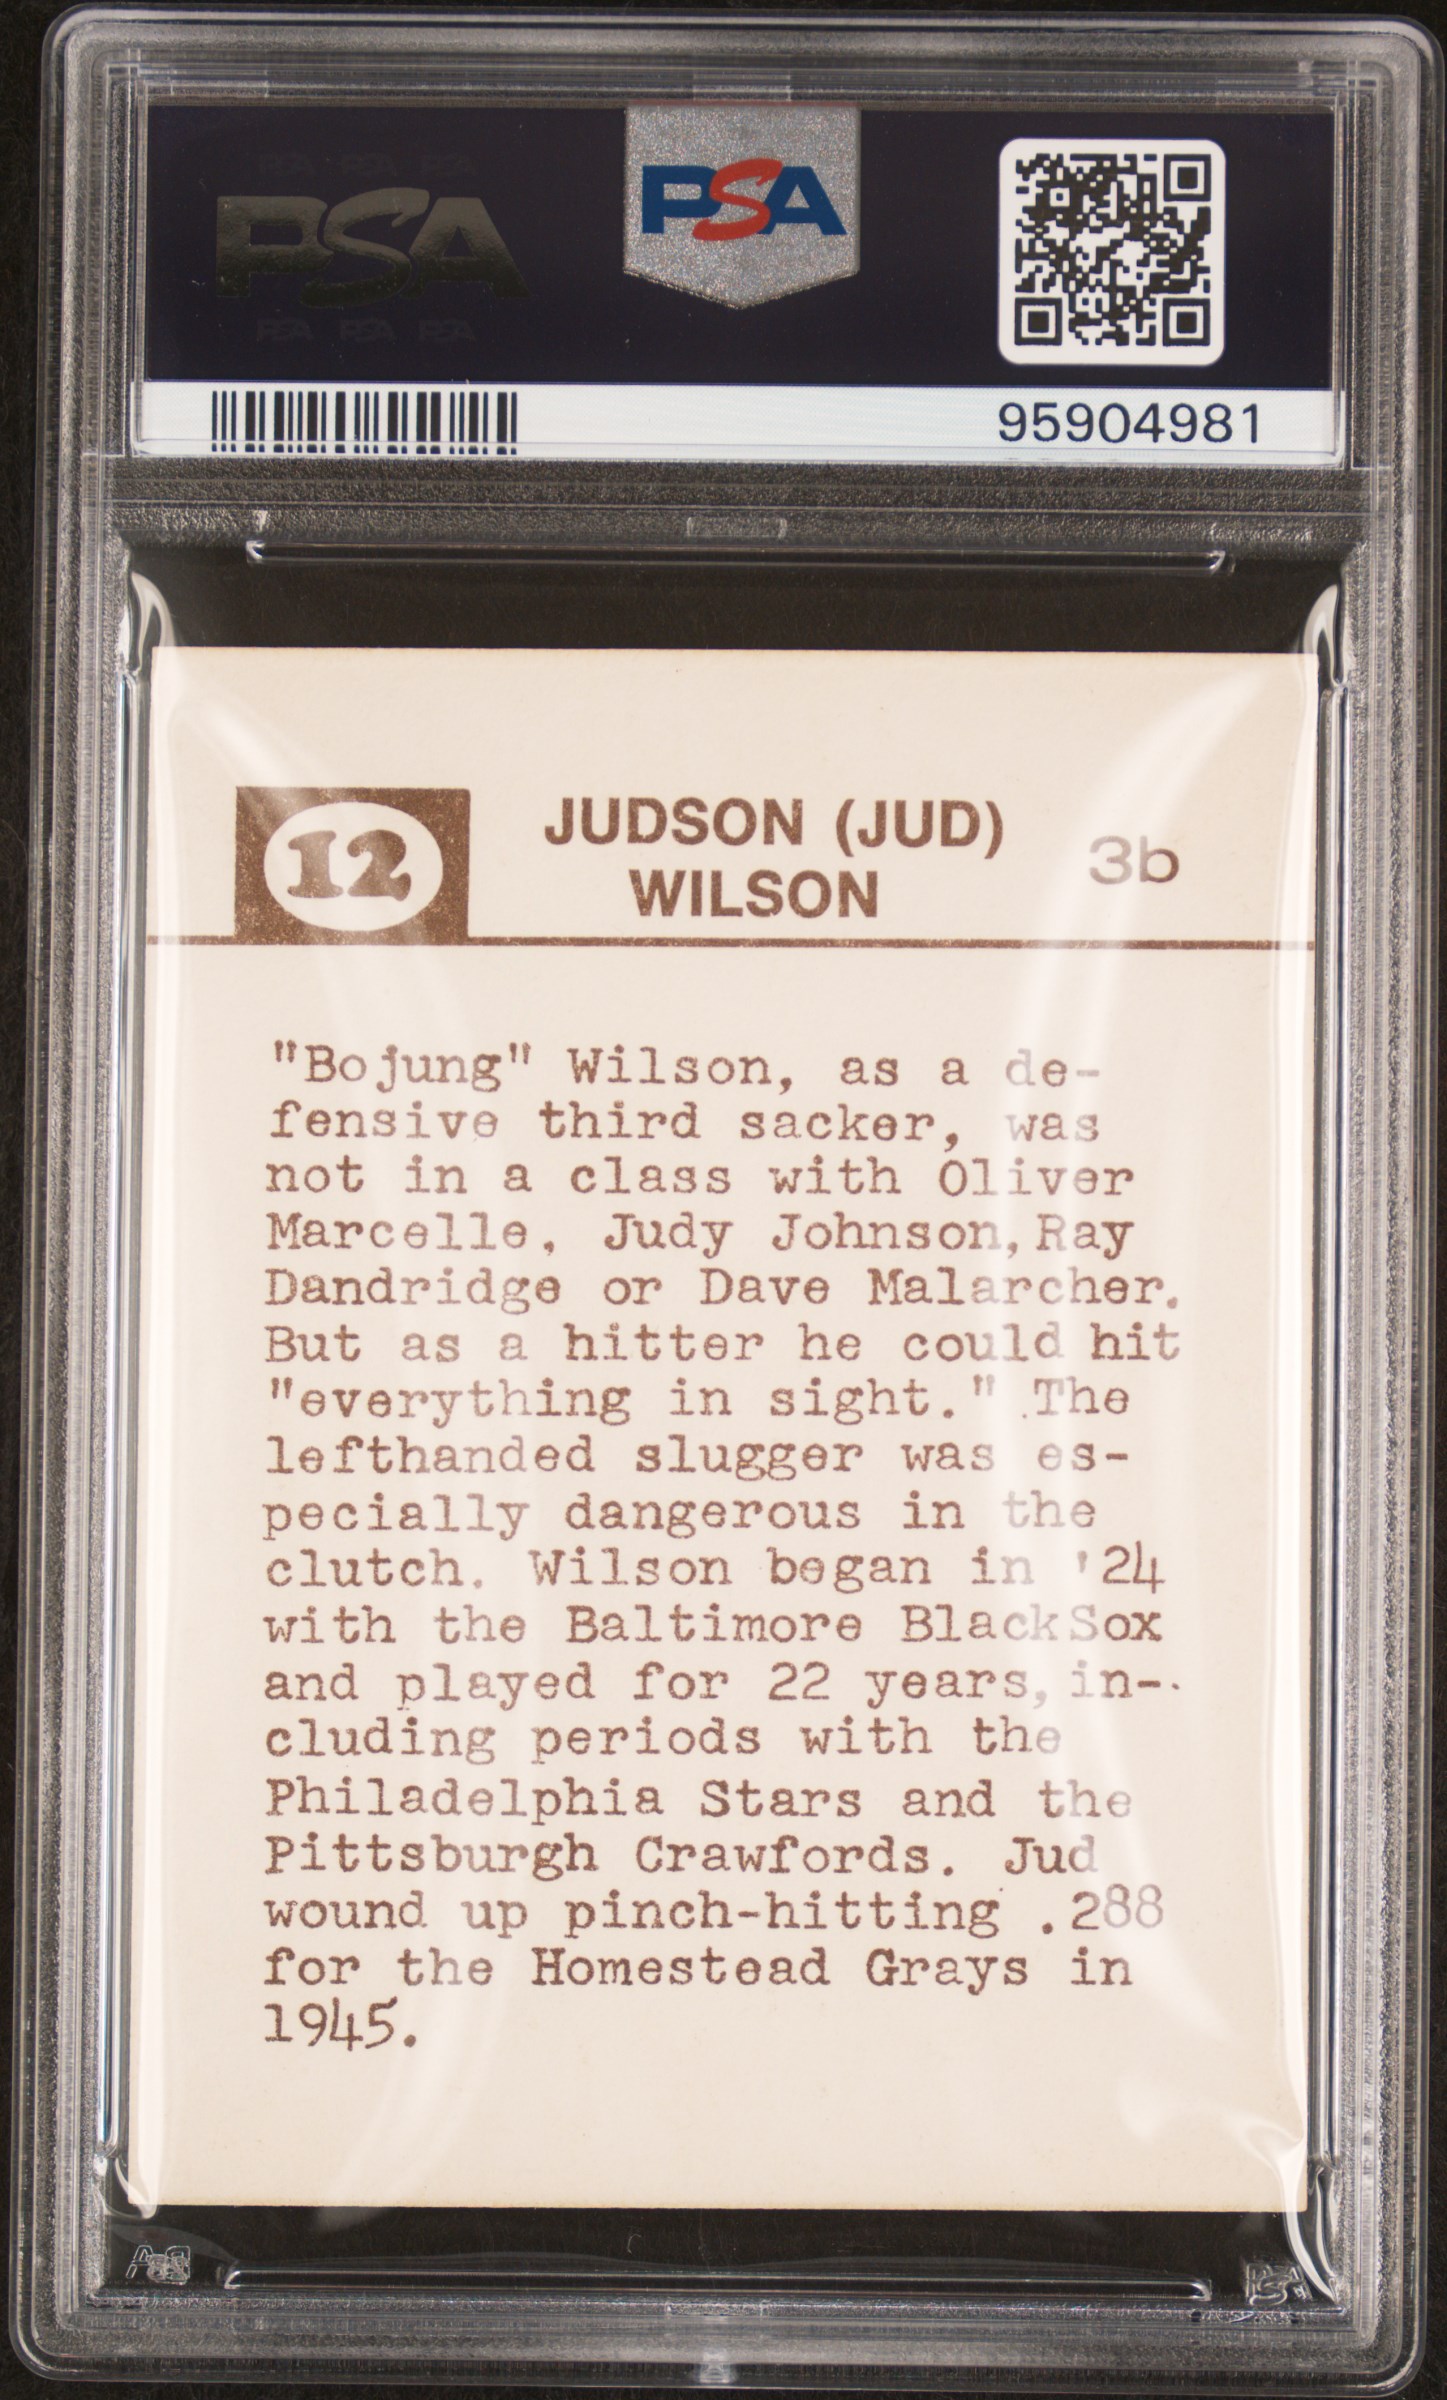 PSA
PSA
95904981
12
JUDSON (JUD)
WILSON
3b
"Bojung" Wilson, as a de-
fensive third sacker, was
not in a class with Oliver
Marcelle, Judy Johnson, Ray
Dandridge or Dave Malarcher.
But as a hitter he could hit
"everything in sight." The
lefthanded slugger was es-
pecially dangerous in the
clutch. Wilson began in '24
with the Baltimore BlackSox
and played for 22 years, in-
cluding periods with the
Philadelphia Stars and the
Pittsburgh Crawfords. Jud
wound up pinch-hitting .288
for the Homestead Grays in
1945.
PSA